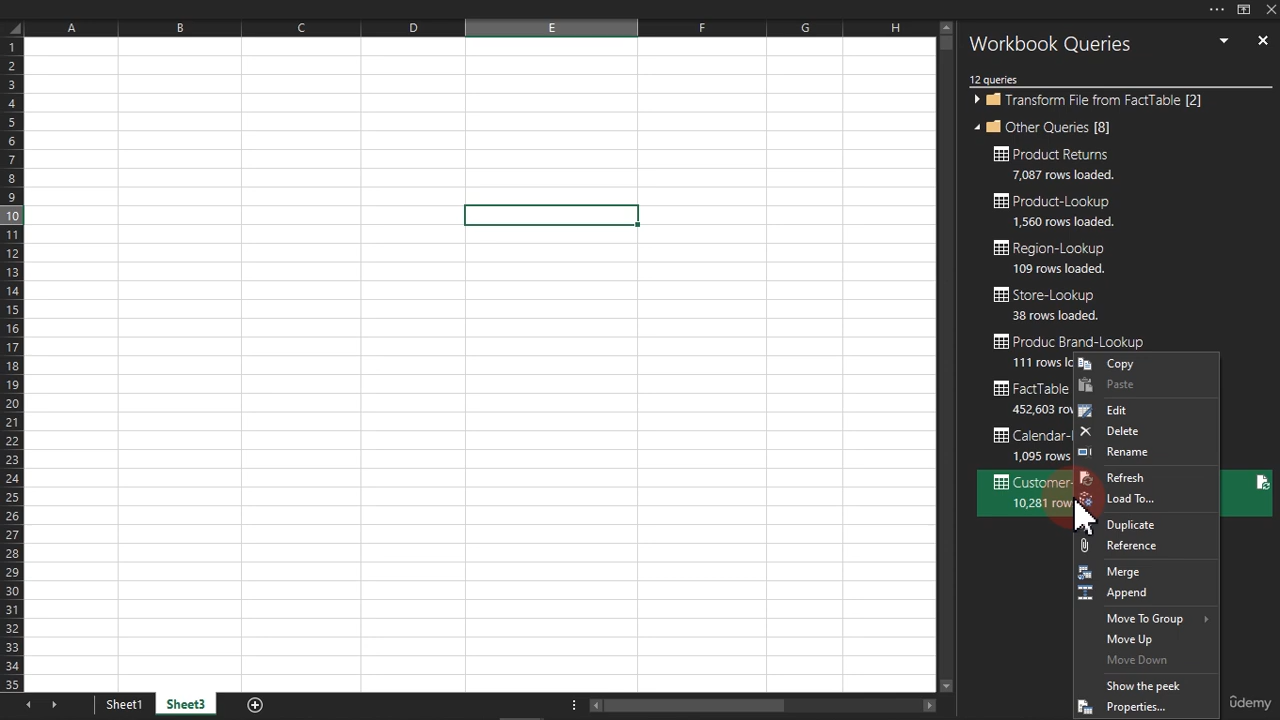 A B C D E F G H
1
2
3
4
5
6
7
8
9
10
11
12
13
14
15
16
17
18
19
20
21
22
23
24
25
26
27
28
29
30
31
32
33
34
35
Sheet1 Sheet3
Workbook Queries
12 queries
Transform File from FactTable [2]
Other Queries [8]
Product Returns
7,087 rows loaded.
Product-Lookup
1,560 rows loaded.
Region-Lookup
109 rows loaded.
Store-Lookup
38 rows loaded.
Produc Brand-Lookup
111 rows
FactTable
452,603
Calendar-
1,095 rows
Customer-
10,281
Copy
Paste
Edit
Delete
Rename
Refresh
Load To...
Duplicate
Reference
Merge
Append
Move To Group
Move Up
Move Down
Show the peek
Properties...
ûdemy